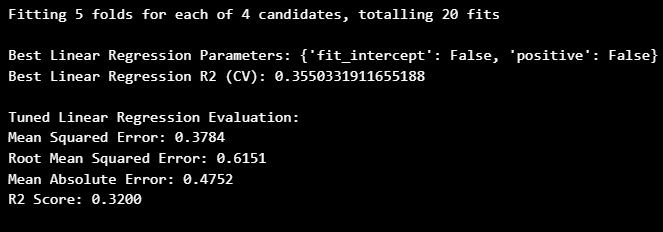 Fitting 5 folds for each of 4 candidates, totalling 20 fits
Best Linear Regression Parameters: {'fit_intercept': False, 'positive': False}
Best Linear Regression R2 (CV): 0.3550331911655188
Tuned Linear Regression Evaluation:
Mean Squared Error: 0.3784
Root Mean Squared Error: 0.6151
Mean Absolute Error: 0.4752
R2 Score: 0.3200